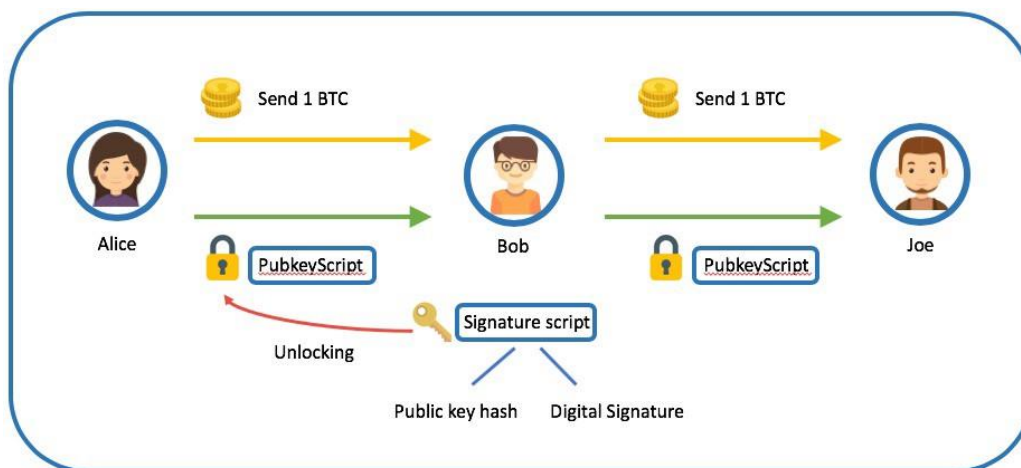 Send 1 BTC
Send 1 BTC
Alice
Bob
Joe
PubkeyScript
PubkeyScript
Signature script
Unlocking
Public key hash
Digital Signature